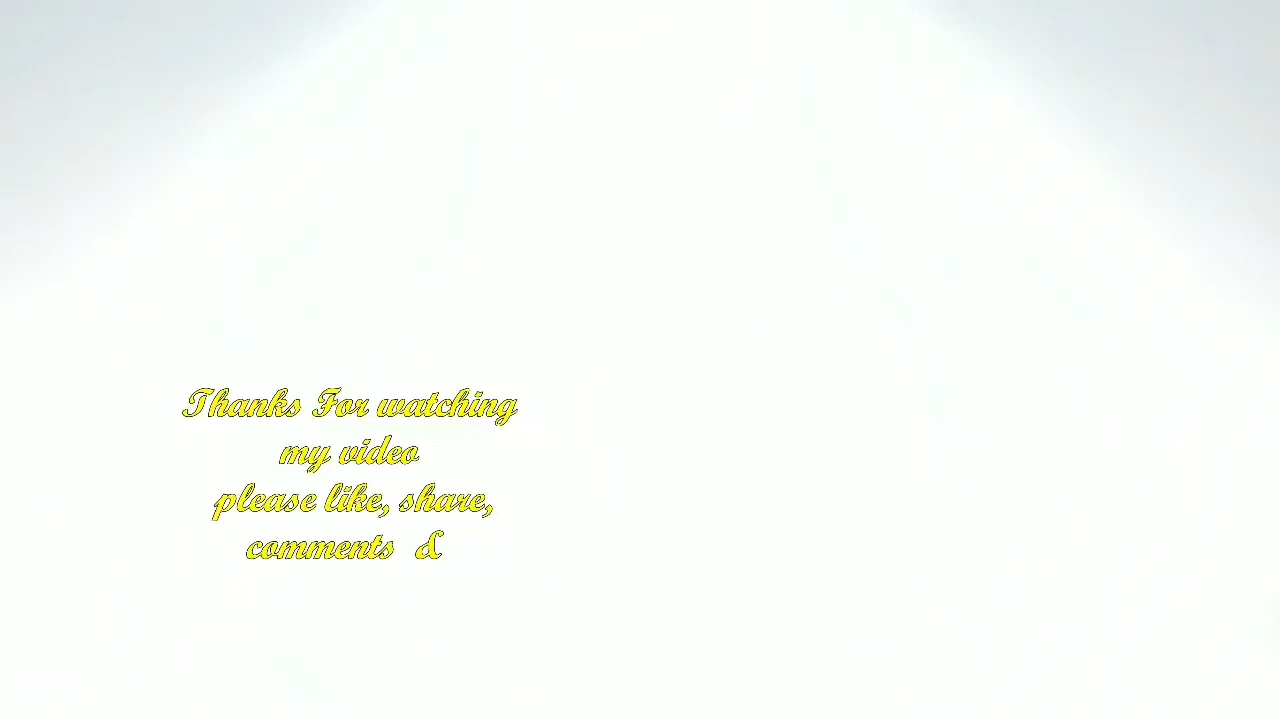 Thanks For watching
my video
please like, share,
comments &